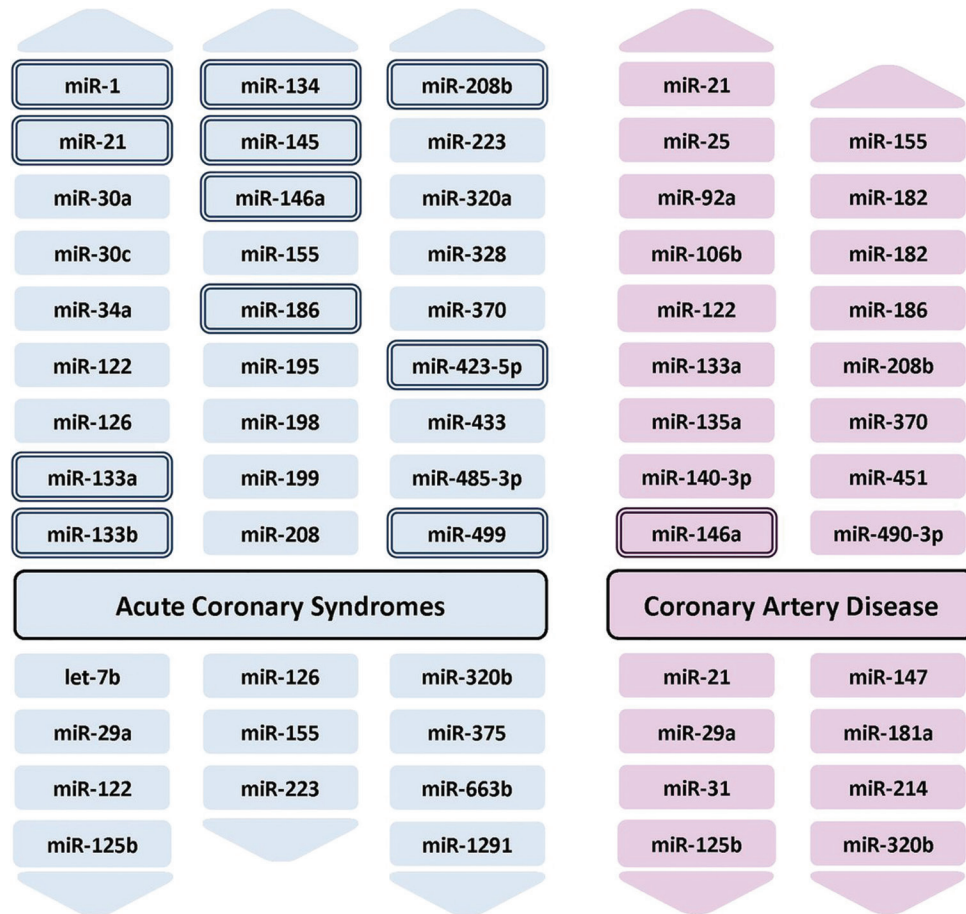 miR-1 miR-134 miR-208b miR-21
miR-21 miR-145 miR-223 miR-25 miR-155
miR-30a miR-146a miR-320a miR-92a miR-182
miR-30c miR-155 miR-328 miR-106b miR-182
miR-34a miR-186 miR-370 miR-122 miR-186
miR-122 miR-195 miR-423-5p miR-133a miR-208b
miR-126 miR-198 miR-433 miR-135a miR-370
miR-133a miR-199 miR-485-3p miR-140-3p miR-451
miR-133b miR-208 miR-499 miR-146a miR-490-3p
Acute Coronary Syndromes Coronary Artery Disease
let-7b miR-126 miR-320b miR-21 miR-147
miR-29a miR-155 miR-375 miR-29a miR-181a
miR-122 miR-223 miR-663b miR-31 miR-214
miR-125b miR-1291 miR-125b miR-320b